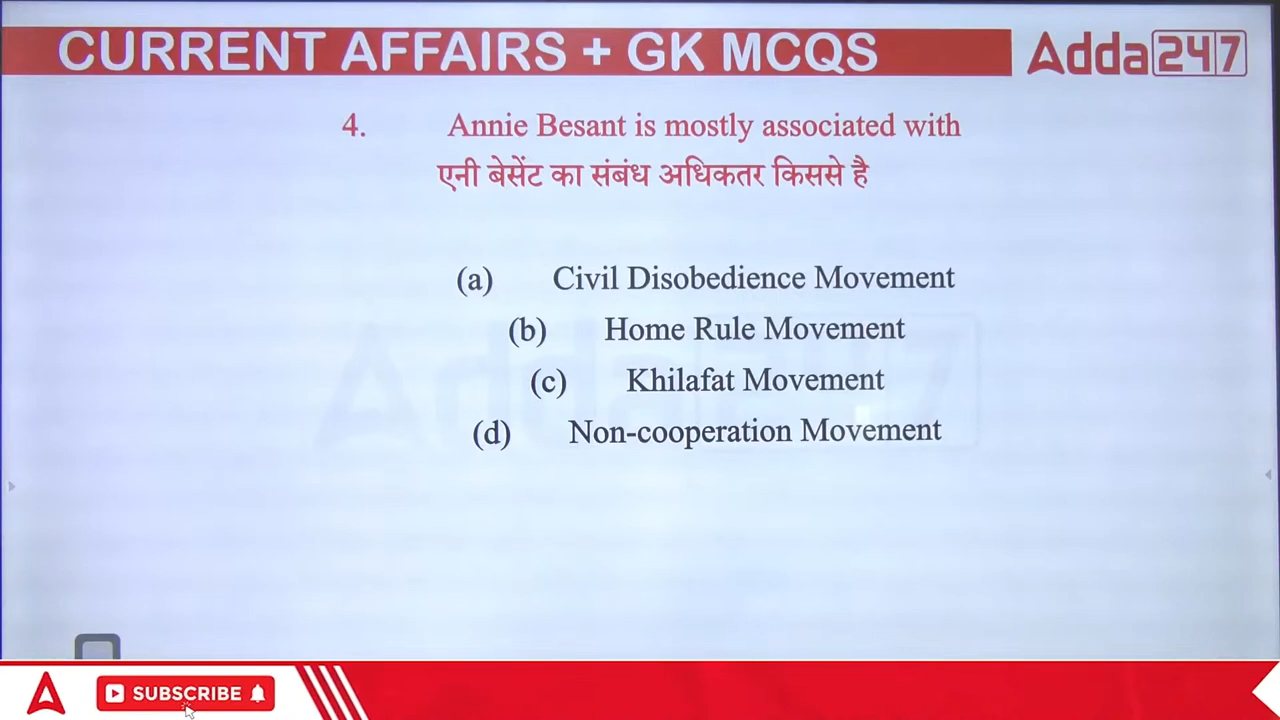 CURRENT AFFAIRS + GK MCQS
Adda247
4. Annie Besant is mostly associated with
एनी बेसेंट का संबंध अधिकतर किससे है
(a) Civil Disobedience Movement
(b) Home Rule Movement
(c) Khilafat Movement
(d) Non-cooperation Movement
Adda247
SUBSCRIBE